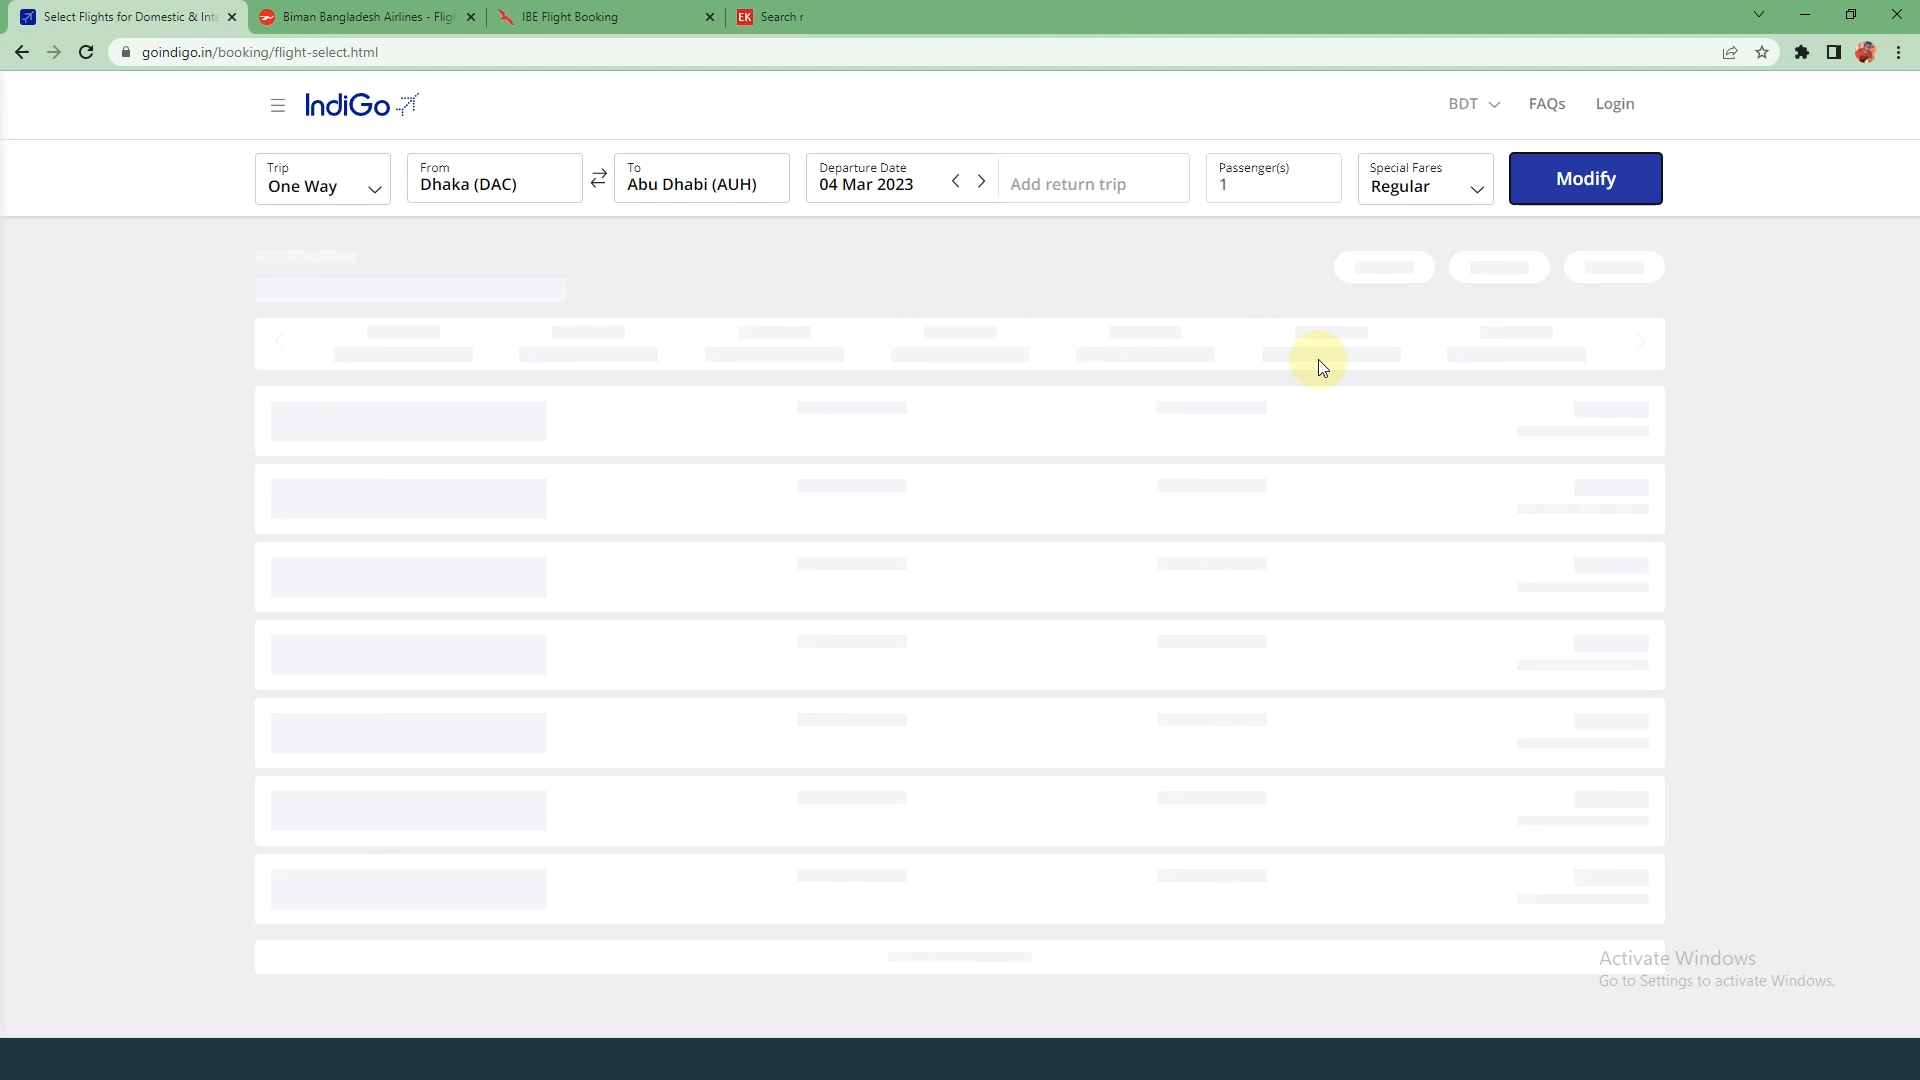 Select Flights for Domestic & Inte
Biman Bangladesh Airlines - Fligh
IBE Flight Booking
EK
Search r
goindigo.in/booking/flight-select.html
IndiGo
BDT
FAQs
Login
Trip
One Way
From
Dhaka (DAC)
To
Abu Dhabi (AUH)
Departure Date
04 Mar 2023
Add return trip
Passenger(s)
1
Special Fares
Regular
Modify
Activate Windows
Go to Settings to activate Windows.